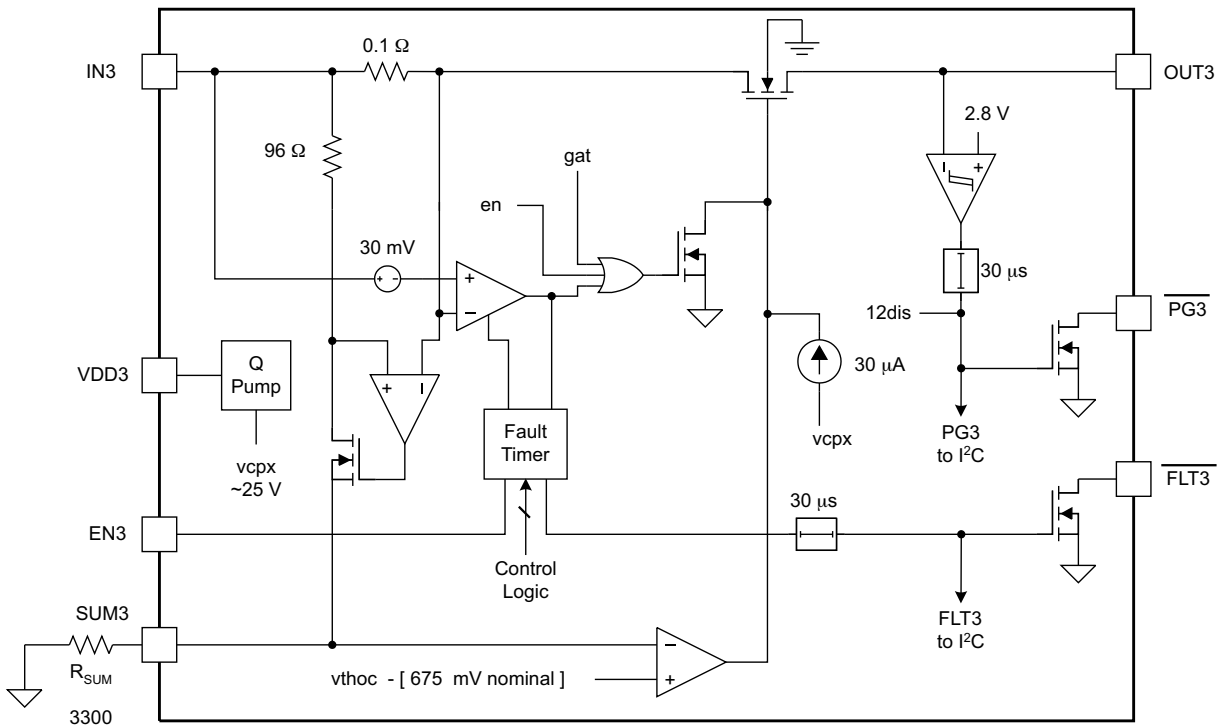 0.1 Ω
IN3
OUT3
2.8 V
96 Ω
gat
en
30 mV
+ -
+
–
– +
30 µs
12dis
PG3
VDD3
Q
Pump
+ –
30 µA
vcpx
~25 V
Fault
Timer
vcpx
PG3
to I²C
FLT3
30 µs
EN3
Control
Logic
SUM3
FLT3
to I²C
R SUM
–
vthoc - [ 675 mV nominal ]
+
3300